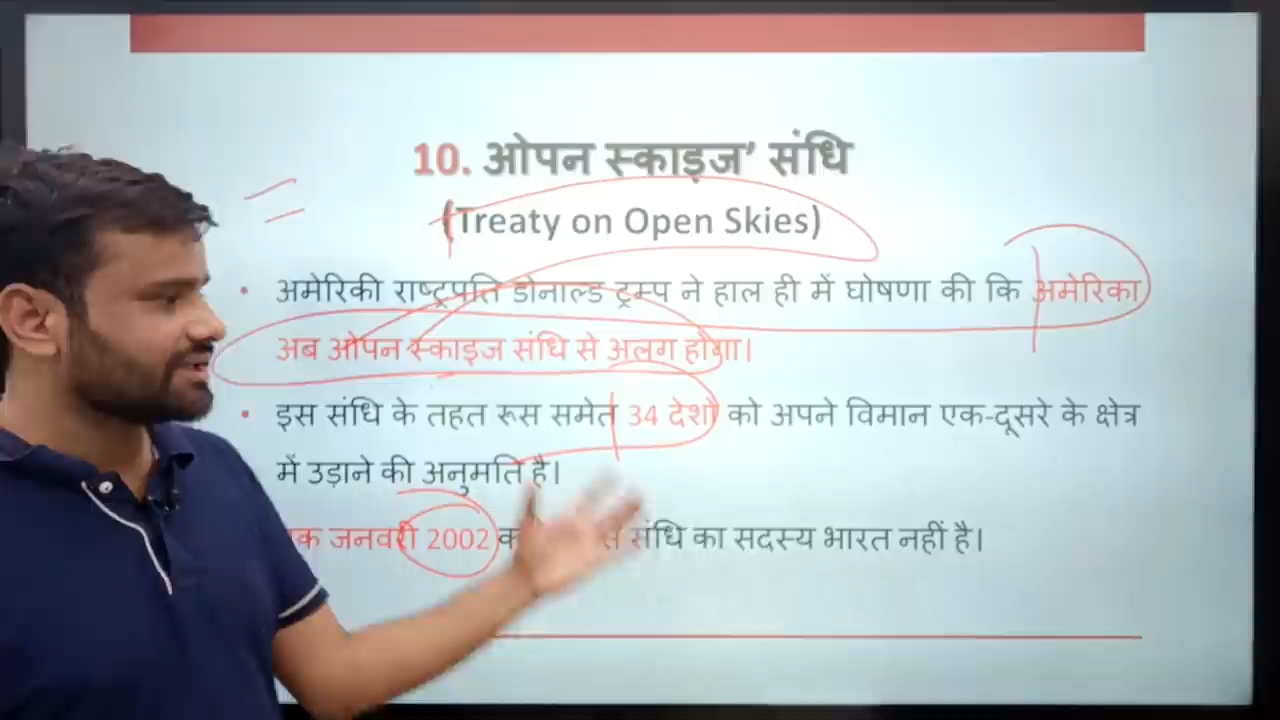 10. ओपन स्काइज’ संधि
(Treaty on Open Skies)
• अमेरिकी राष्ट्रपति डोनाल्ड ट्रम्प ने हाल ही में घोषणा की कि अमेरिका
अब ओपन स्काइज संधि से अलग होगा।
• इस संधि के तहत रूस समेत 34 देशों को अपने विमान एक-दूसरे के क्षेत्र
में उड़ाने की अनुमति है।
जनवरी 2002 संधि का सदस्य भारत नहीं है।